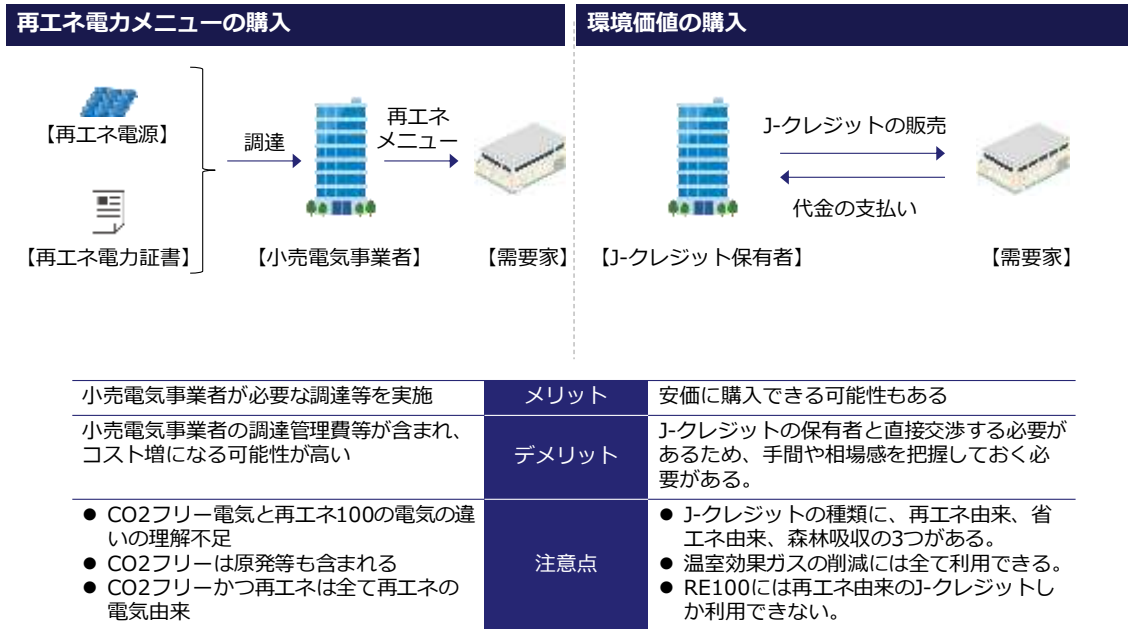 再エネ電力メニューの購入
環境価値の購入
【再エネ電源】
【再エネ電力証書】
調達
【小売電気事業者】
再エネ
メニュー
【需要家】
【J-クレジット保有者】
J-クレジットの販売
代金の支払い
【需要家】
小売電気事業者が必要な調達等を実施
メリット
安価に購入できる可能性もある
小売電気事業者の調達管理費等が含まれ、
コスト増になる可能性が高い
デメリット
J-クレジットの保有者と直接交渉する必要が
あるため、手間や相場感を把握しておく必
要がある。
● CO2フリー電気と再エネ100の電気の違
いの理解不足
● CO2フリーは原発等も含まれる
● CO2フリーかつ再エネは全て再エネの
電気由来
注意点
● J-クレジットの種類に、再エネ由来、省
エネ由来、森林吸収の3つがある。
● 温室効果ガスの削減には全て利用できる。
● RE100には再エネ由来のJ-クレジットし
か利用できない。